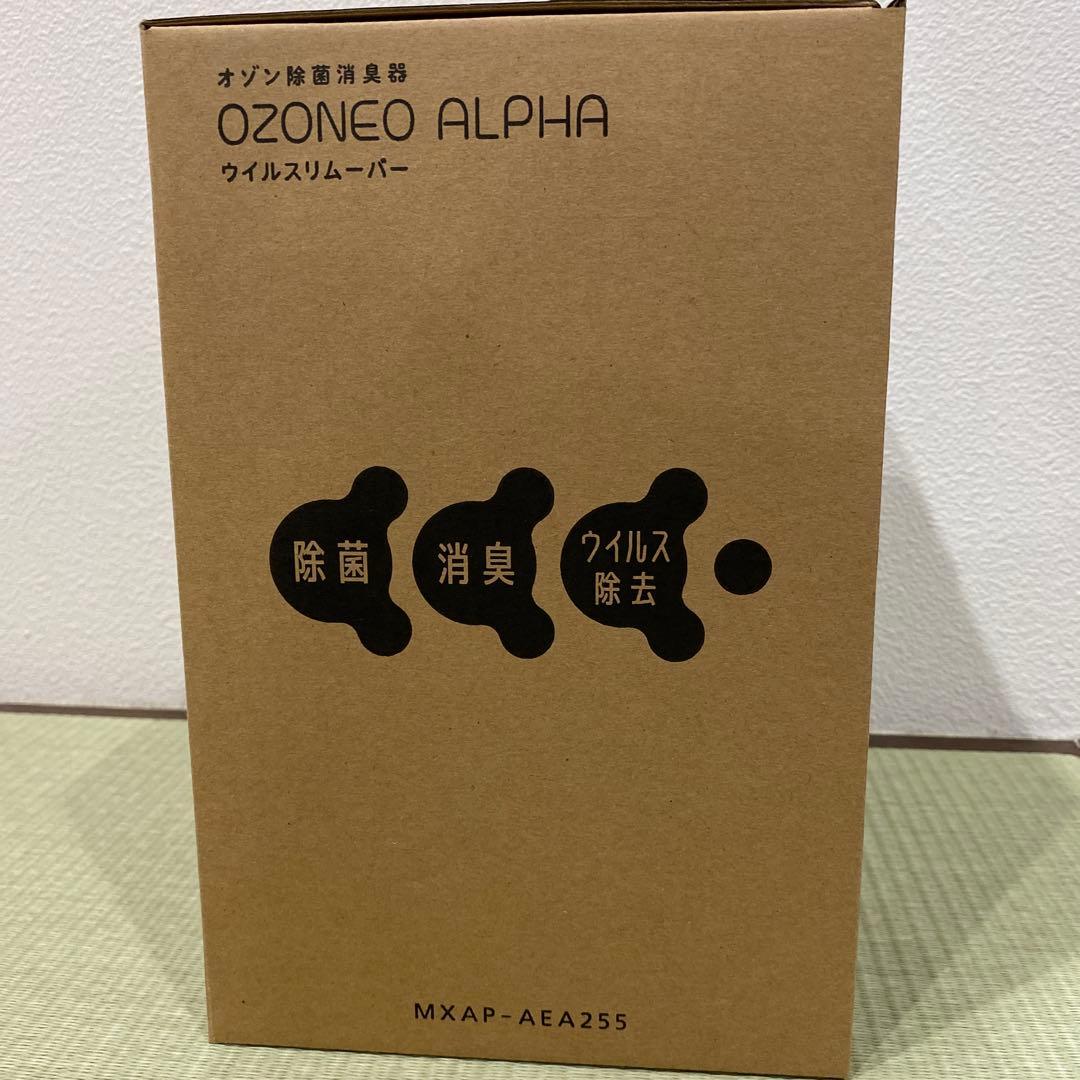 オゾン除菌消臭器
OZONEO ALPHA
ウイルスリムーバー
除菌
消臭
ウイルス
除去
MXAP-AEA255